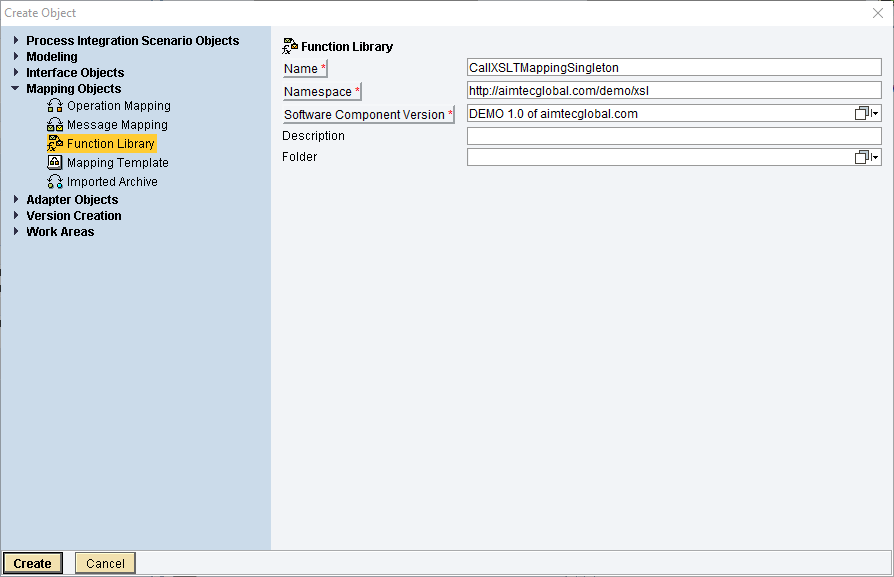 Create Object
Process Integration Scenario Objects
Modeling
Interface Objects
Mapping Objects
Operation Mapping
Message Mapping
Function Library
Mapping Template
Imported Archive
Adapter Objects
Version Creation
Work Areas
Function Library
Name * CallXSLTMappingSingleton
Namespace * http://aimtecglobal.com/demo/xsl
Software Component Version * DEMO 1.0 of aimtecglobal.com
Description
Folder
Create Cancel